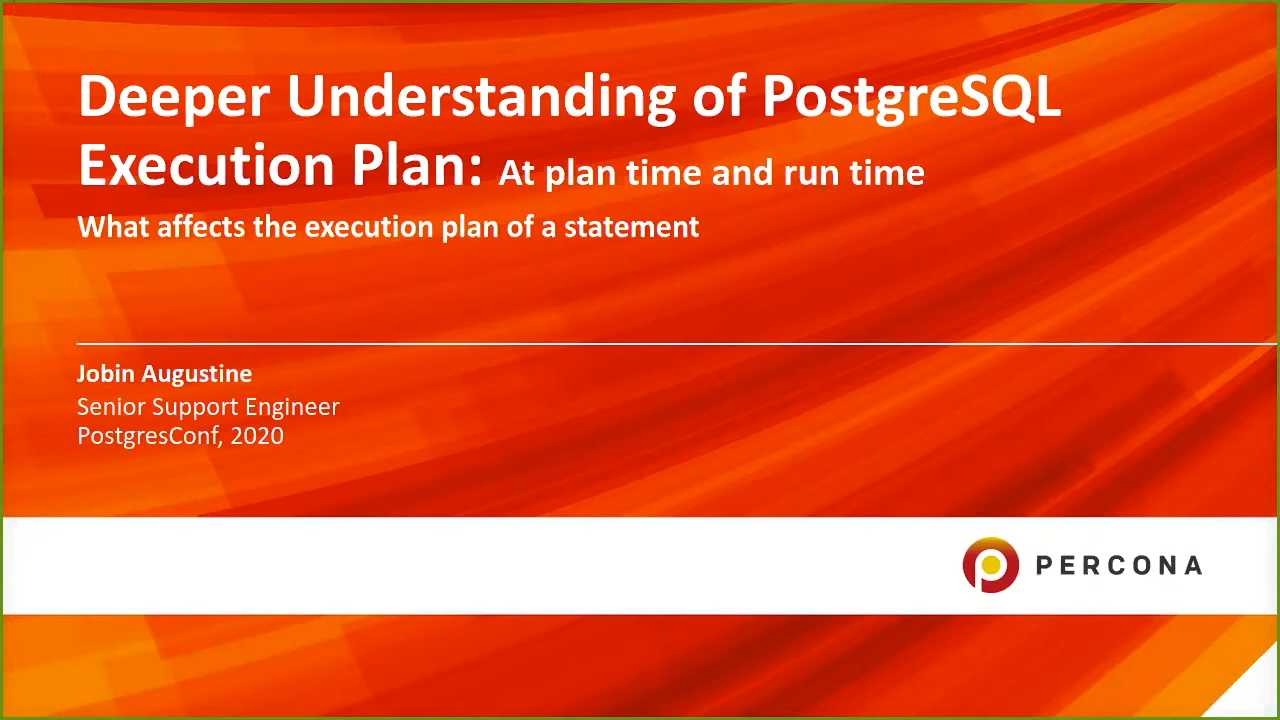 Deeper Understanding of PostgreSQL
Execution Plan: At plan time and run time
What affects the execution plan of a statement
Jobin Augustine
Senior Support Engineer
PostgresConf, 2020
PERCONA